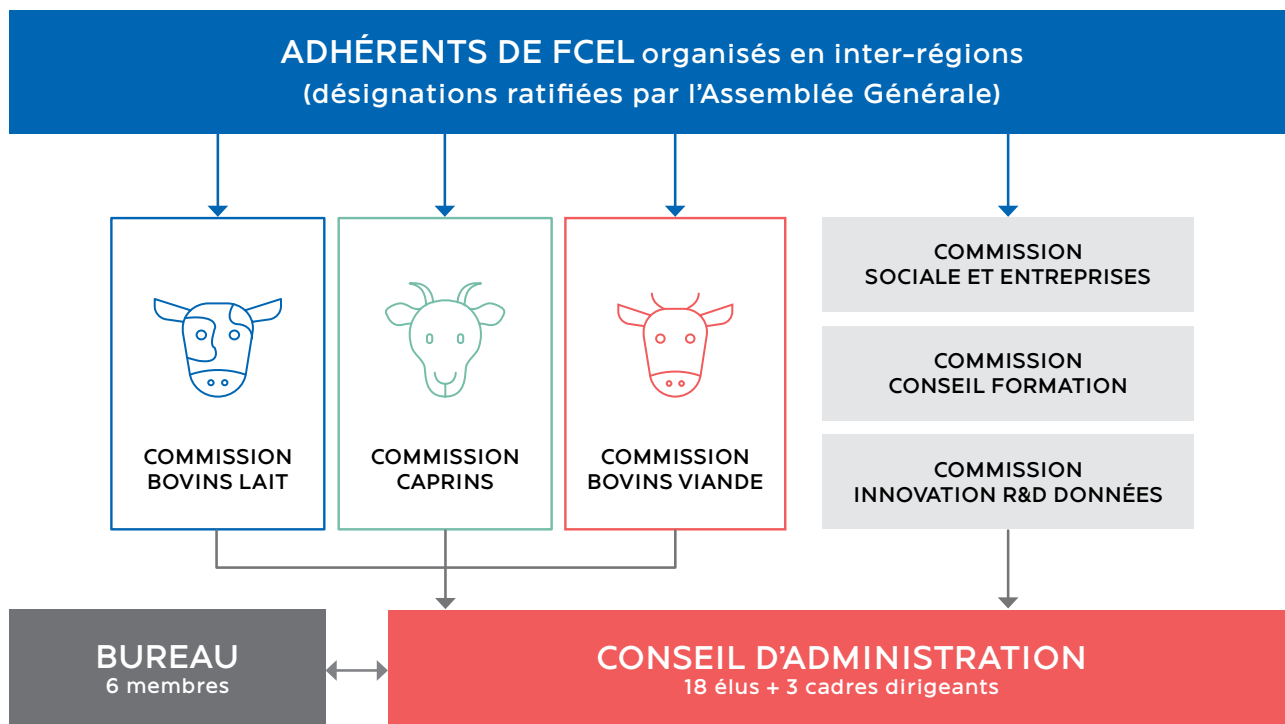 ADHÉRENTS DE FCEL organisés en inter-régions
(désignations ratifiées par l'Assemblée Générale)
COMMISSION
BOVINS LAIT
COMMISSION
CAPRINS
COMMISSION
BOVINS VIANDE
COMMISSION
SOCIALE ET ENTREPRISES
COMMISSION
CONSEIL FORMATION
COMMISSION
INNOVATION R&D DONNÉES
BUREAU
6 membres
CONSEIL D'ADMINISTRATION
18 élus + 3 cadres dirigeants